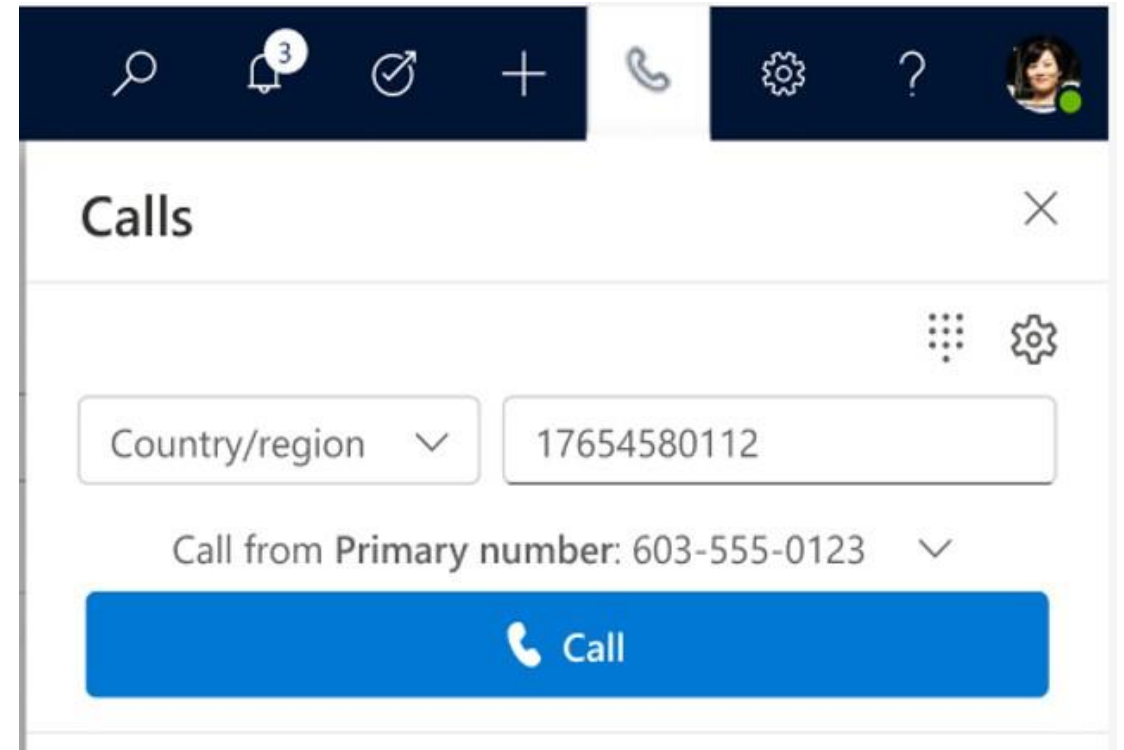 3
?
Calls
Country/region 17654580112
Call from Primary number: 603-555-0123
Call